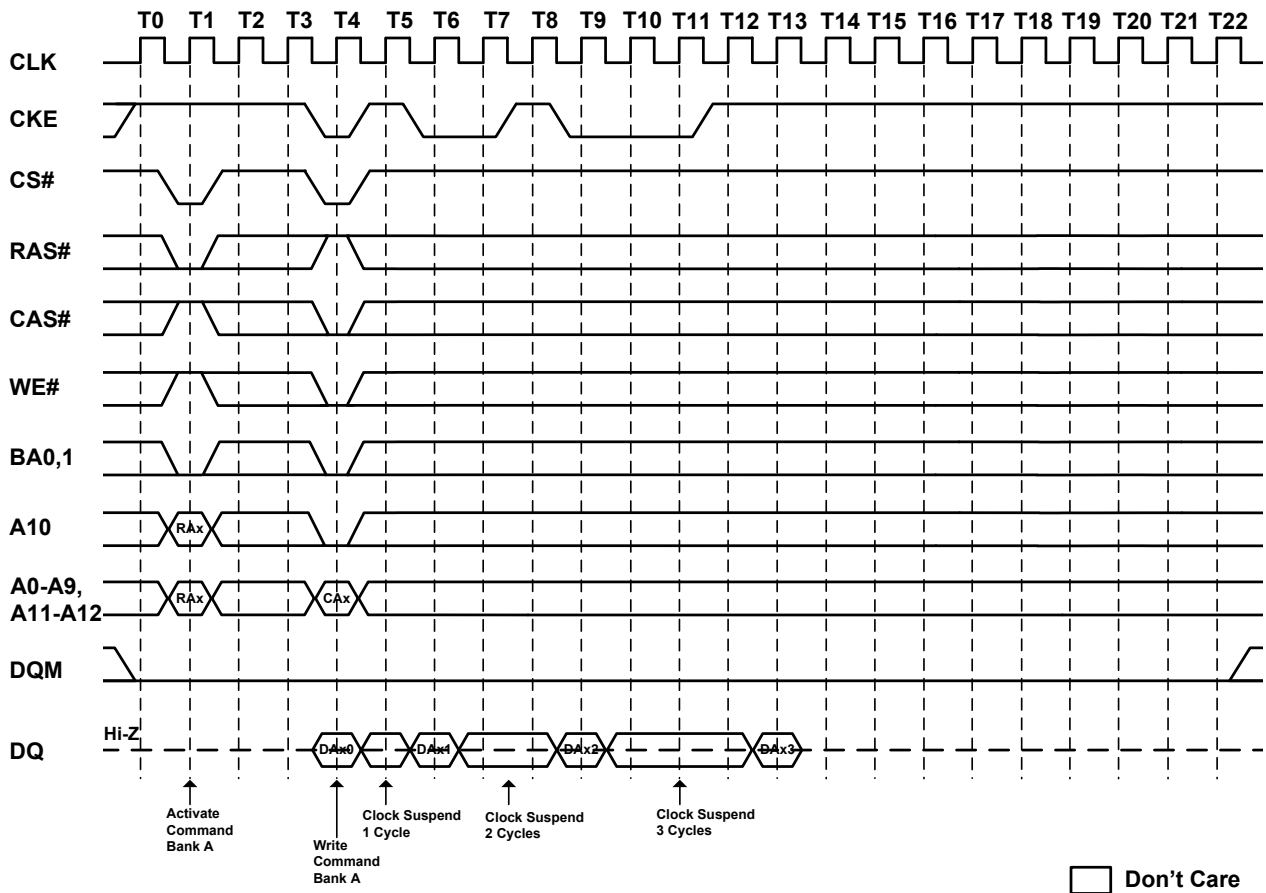 T0 T1 T2 T3 T4 T5 T6 T7 T8 T9 T10 T11 T12 T13 T14 T15 T16 T17 T18 T19 T20 T21 T22
CLK
CKE
CS#
RAS#
CAS#
WE#
BA0,1
A10
RAx
A0-A9,
A11-A12
RAx
CAx
DQM
DQ
Hi-Z
DAx0
DAx1
DAx2
DAx3
Activate
Command
Bank A
Write
Command
Bank A
Clock Suspend
1 Cycle
Clock Suspend
2 Cycles
Clock Suspend
3 Cycles
Don't Care